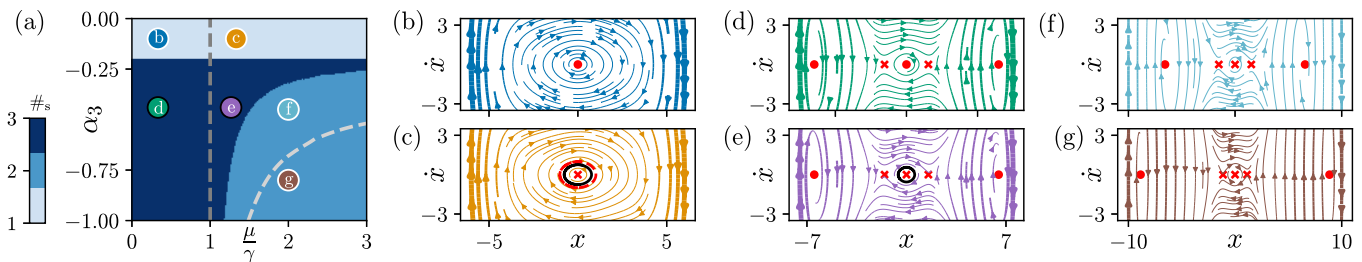 (a)
#s
3
2
1
α₃
0.00
−0.25
−0.50
−0.75
−1.00
b
c
d
e
f
g
0
1
μ/γ
2
3
(b)
ẋ
3
−3
(c)
ẋ
3
−3
−5
x
5
(d)
ẋ
3
−3
(e)
ẋ
3
−3
−7
x
7
(f)
ẋ
3
−3
(g)
ẋ
3
−3
−10
x
10